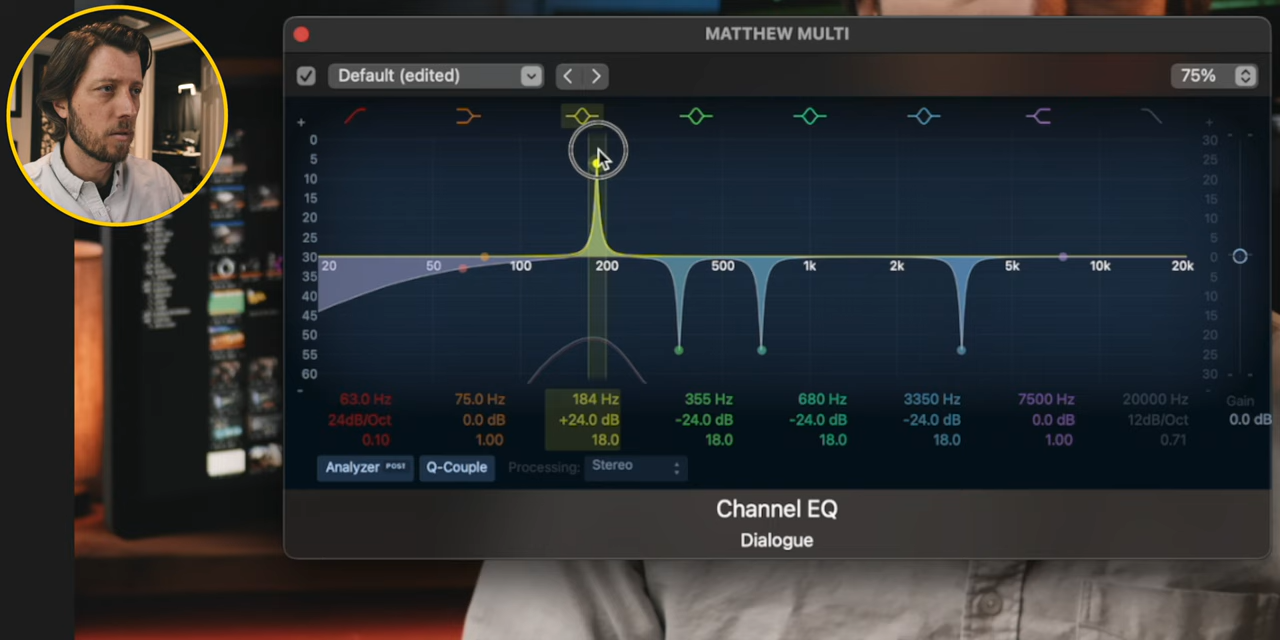 MATTHEW MULTI
Default (edited)
75%
+ +
0 30
5 25
10 20
15 15
20 10
25 5
30 20 50 100 200 500 1k 2k 5k 10k 20k 0
35 5
40 10
45 15
50 20
55 25
60 30
- -
63.0 Hz 75.0 Hz 184 Hz 355 Hz 680 Hz 3350 Hz 7500 Hz 20000 Hz Gain
24dB/Oct 0.0 dB +24.0 dB -24.0 dB -24.0 dB -24.0 dB 0.0 dB 12dB/Oct 0.0 dB
0.10 1.00 18.0 18.0 18.0 18.0 1.00 0.71
Analyzer POST Q-Couple Processing: Stereo
Channel EQ
Dialogue